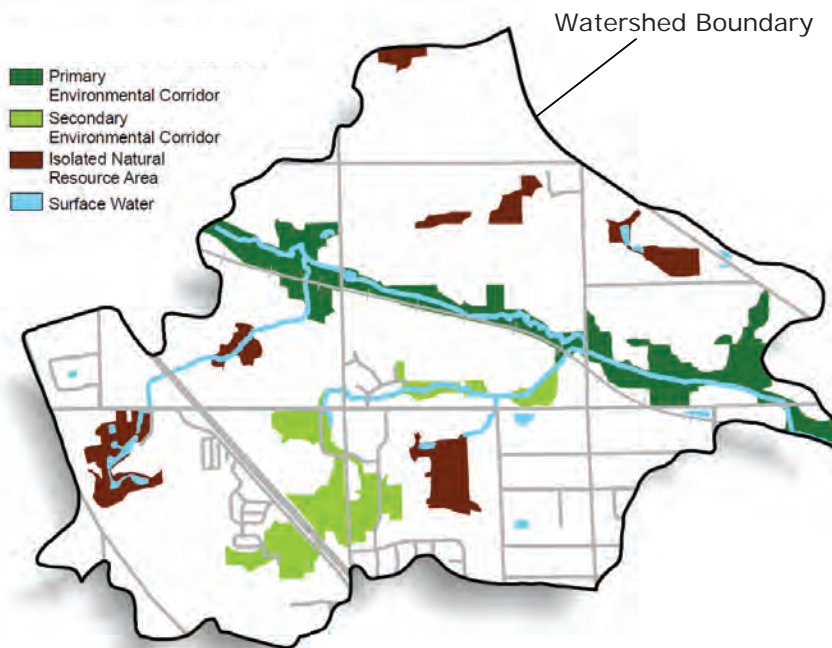 Watershed Boundary
Primary
Environmental Corridor
Secondary
Environmental Corridor
Isolated Natural
Resource Area
Surface Water